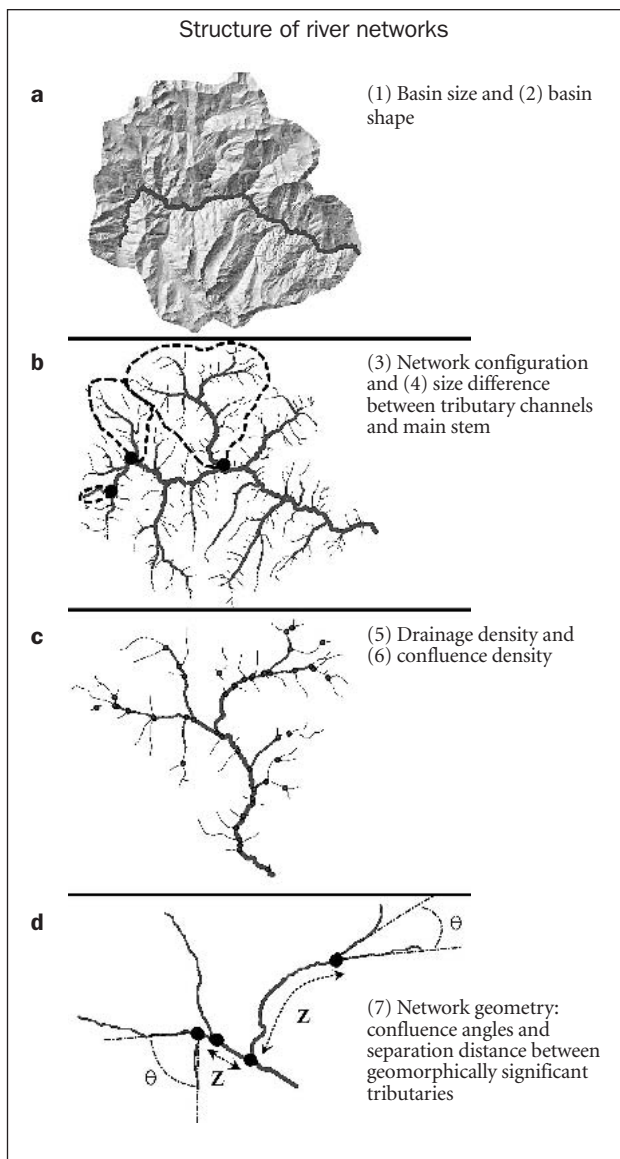 Structure of river networks
a
(1) Basin size and (2) basin
shape
b
(3) Network configuration
and (4) size difference
between tributary channels
and main stem
c
(5) Drainage density and
(6) confluence density
d
θ
Z
(7) Network geometry:
confluence angles and
separation distance between
geomorphically significant
tributaries
θ
Z